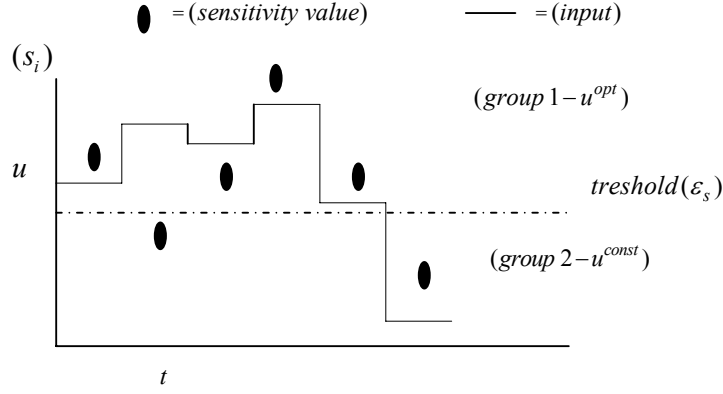 = (sensitivity value) = (input)
(s_i)
(group 1 – u^{opt})
u
treshold(ε_s)
(group 2 – u^{const})
t